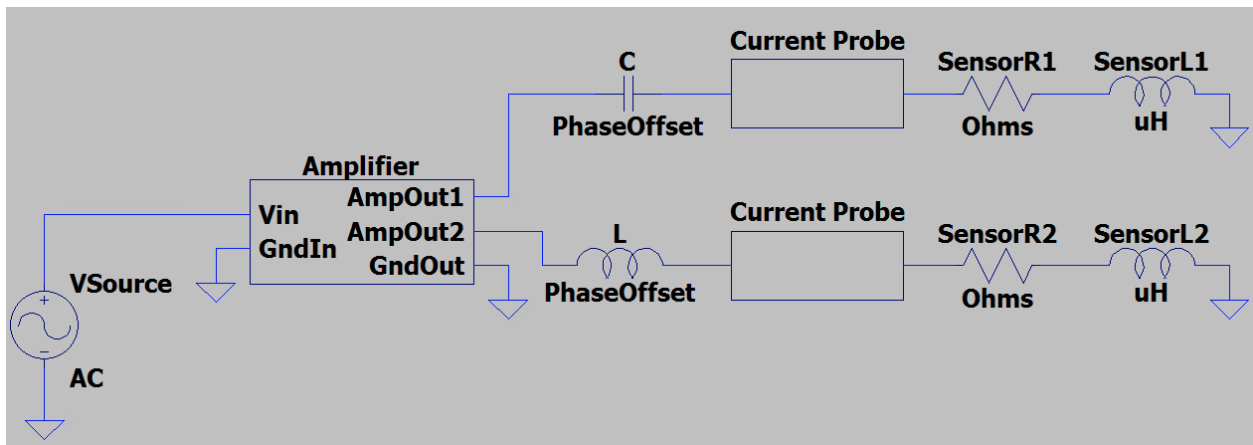 Current Probe
C
SensorR1
SensorL1
PhaseOffset
Ohms
uH
Amplifier
AmpOut1
Vin
AmpOut2
GndIn
GndOut
L
PhaseOffset
Current Probe
SensorR2
SensorL2
Ohms
uH
VSource
AC